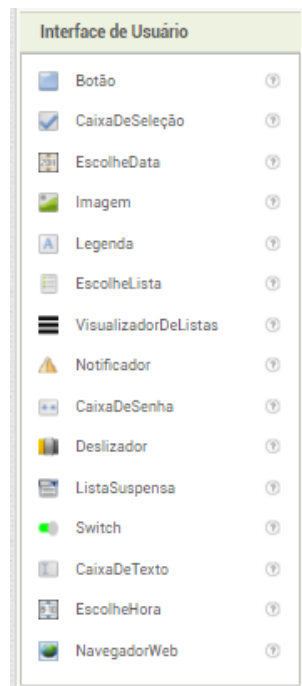 Interface de Usuário
Botão
CaixaDeSeleção
EscolheData
Imagem
Legenda
EscolheLista
VisualizadorDeListas
Notificador
CaixaDeSenha
Deslizador
ListaSuspensa
Switch
CaixaDeTexto
EscolheHora
NavegadorWeb